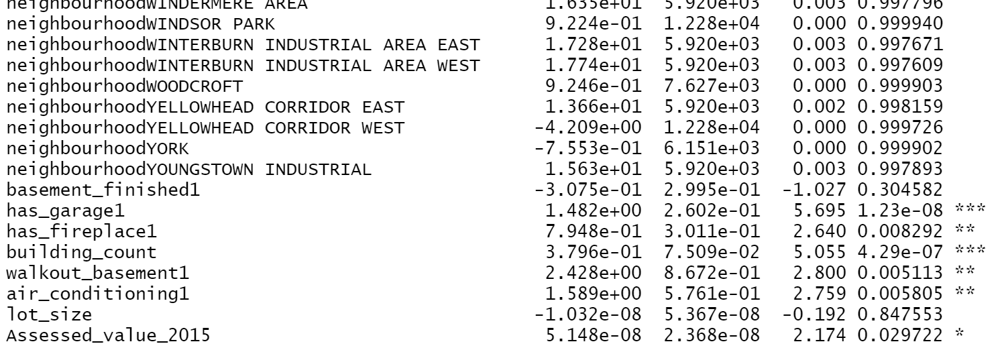 neighbourhoodWINDERMERE AREA 1.635e+01 5.920e+03 0.003 0.997796
neighbourhoodWINDSOR PARK 9.224e-01 1.228e+04 0.000 0.999940
neighbourhoodWINTERBURN INDUSTRIAL AREA EAST 1.728e+01 5.920e+03 0.003 0.997671
neighbourhoodWINTERBURN INDUSTRIAL AREA WEST 1.774e+01 5.920e+03 0.003 0.997609
neighbourhoodWOODCROFT 9.246e-01 7.627e+03 0.000 0.999903
neighbourhoodYELLOWHEAD CORRIDOR EAST 1.366e+01 5.920e+03 0.002 0.998159
neighbourhoodYELLOWHEAD CORRIDOR WEST -4.209e+00 1.228e+04 0.000 0.999726
neighbourhoodYORK -7.553e-01 6.151e+03 0.000 0.999902
neighbourhoodYOUNGSTOWN INDUSTRIAL 1.563e+01 5.920e+03 0.003 0.997893
basement_finished1 -3.075e-01 2.995e-01 -1.027 0.304582
has_garage1 1.482e+00 2.602e-01 5.695 1.23e-08 ***
has_fireplace1 7.948e-01 3.011e-01 2.640 0.008292 **
building_count 3.796e-01 7.509e-02 5.055 4.29e-07 ***
walkout_basement1 2.428e+00 8.672e-01 2.800 0.005113 **
air_conditioning1 1.589e+00 5.761e-01 2.759 0.005805 **
lot_size -1.032e-08 5.367e-08 -0.192 0.847553
Assessed_value_2015 5.148e-08 2.368e-08 2.174 0.029722 *